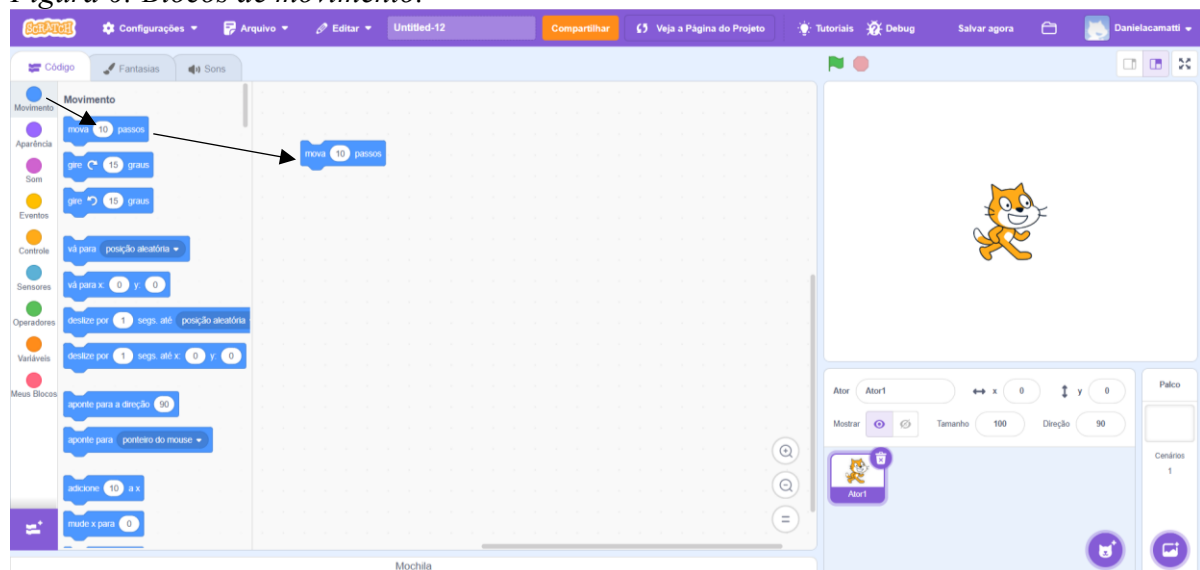 Figura 6: Blocos de movimento.
SCRATCH Configurações Arquivo Editar Untitled-12 Compartilhar Veja a Página do Projeto Tutoriais Debug Salvar agora Danielacamatti
Código Fantasias Sons
Movimento
Aparência
Som
Eventos
Controle
Sensores
Operadores
Variáveis
Meus Blocos
Movimento
mova 10 passos
gire 15 graus
gire 15 graus
vá para posição aleatória
vá para x: 0 y: 0
deslize por 1 segs. até posição aleatória
deslize por 1 segs. até x: 0 y: 0
aponte para a direção 90
aponte para ponteiro do mouse
adicione 10 a x
mude x para 0
mova 10 passos
Mochila
Ator Ator1 x 0 y 0
Mostrar Tamanho 100 Direção 90
Ator1
Palco
Cenários
1